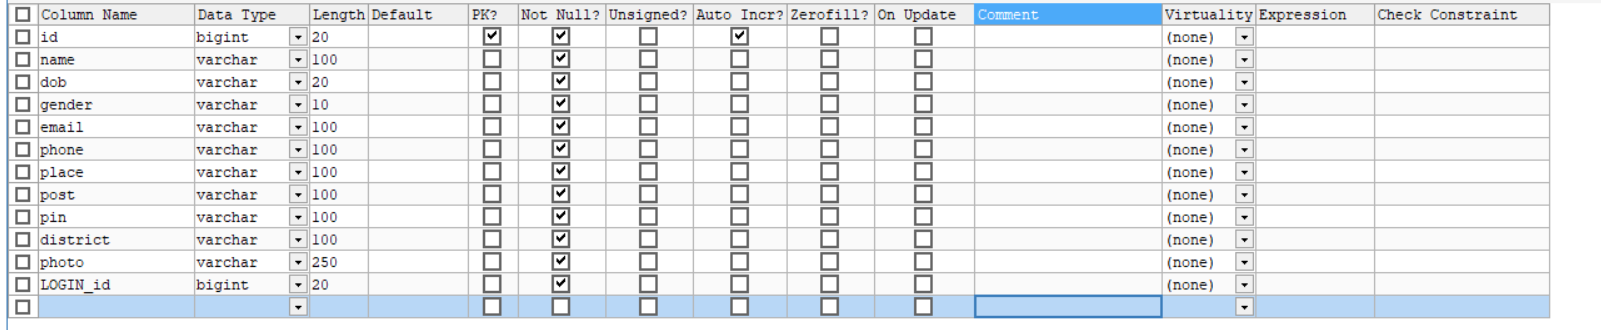 Column Name Data Type Length Default PK? Not Null? Unsigned? Auto Incr? Zerofill? On Update Comment Virtuality Expression Check Constraint
id bigint 20 (none)
name varchar 100 (none)
dob varchar 20 (none)
gender varchar 10 (none)
email varchar 100 (none)
phone varchar 100 (none)
place varchar 100 (none)
post varchar 100 (none)
pin varchar 100 (none)
district varchar 100 (none)
photo varchar 250 (none)
LOGIN_id bigint 20 (none)